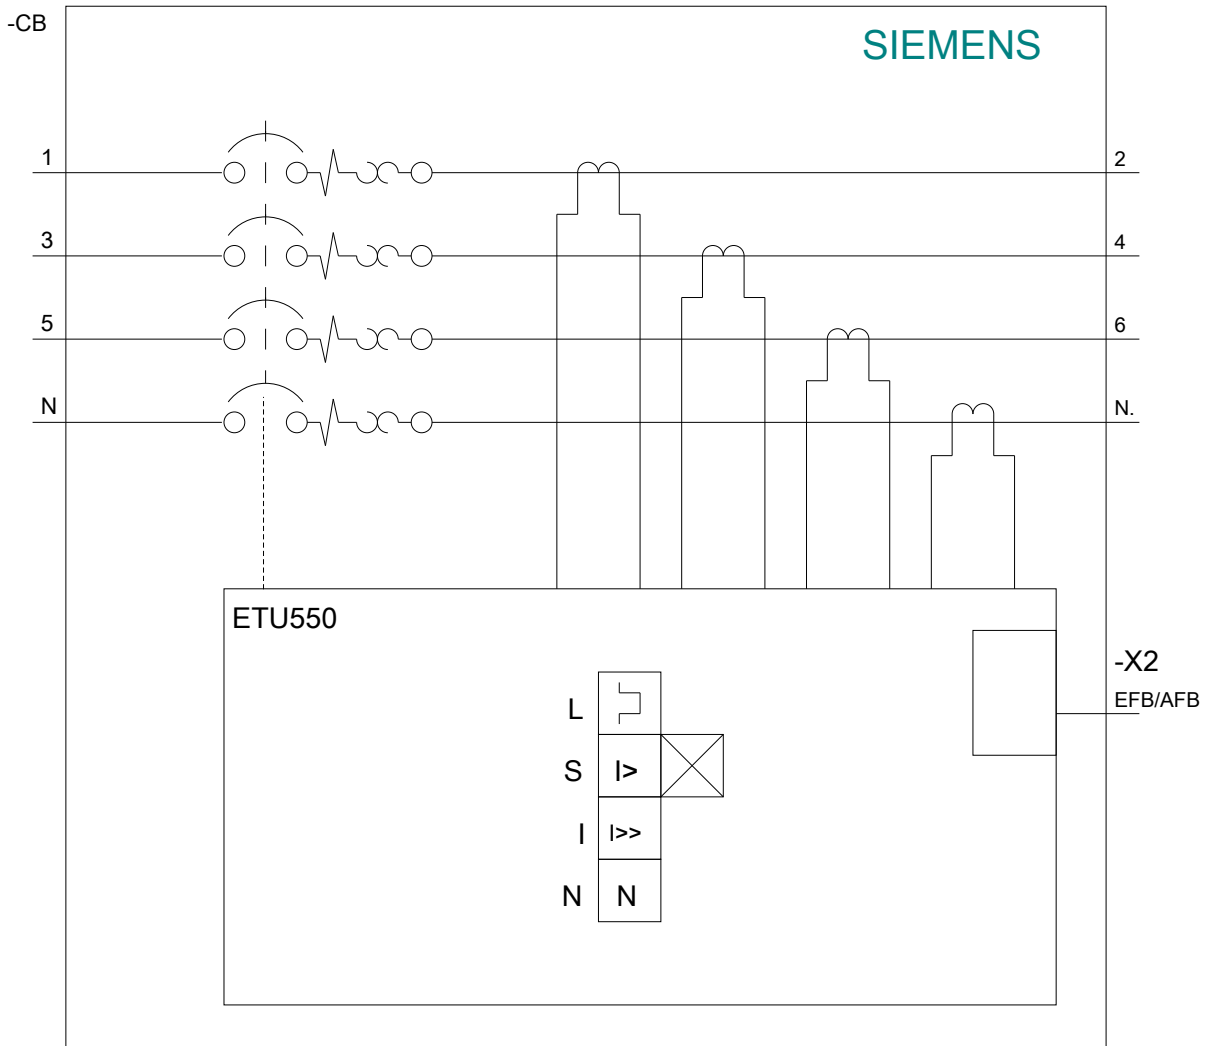 -CB
SIEMENS
1
2
3
4
5
6
N
N.
ETU550
-X2
EFB/AFB
L
S I>
I I>>
N N